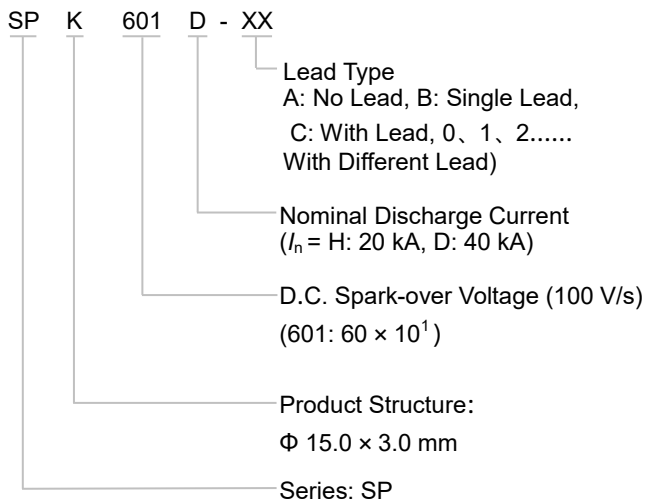 SP K 601 D - XX
Lead Type
A: No Lead, B: Single Lead,
C: With Lead, 0、1、2......
With Different Lead)
Nominal Discharge Current
(Iₙ = H: 20 kA, D: 40 kA)
D.C. Spark-over Voltage (100 V/s)
(601: 60 × 10¹)
Product Structure:
Φ 15.0 × 3.0 mm
Series: SP